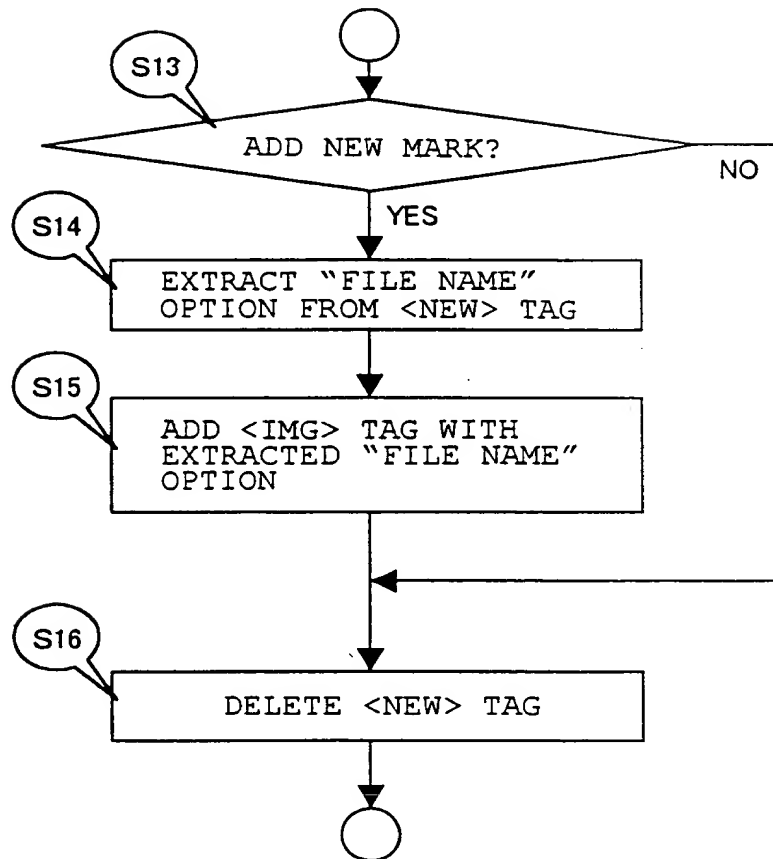 S13
ADD NEW MARK?
NO
YES
S14
EXTRACT “FILE NAME”
OPTION FROM <NEW> TAG
S15
ADD <IMG> TAG WITH
EXTRACTED “FILE NAME”
OPTION
S16
DELETE <NEW> TAG